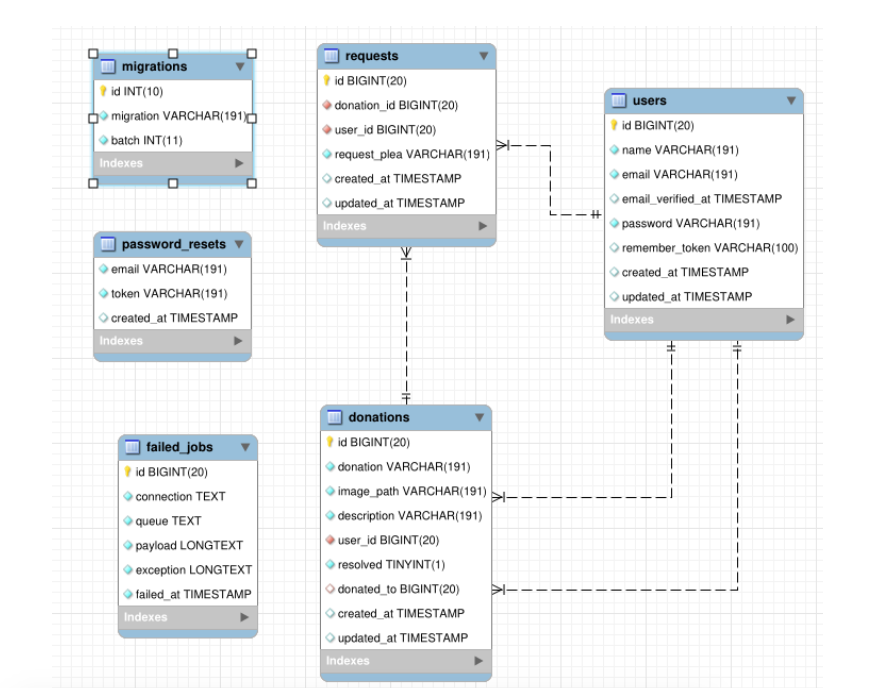 migrations
id INT(10)
migration VARCHAR(191)
batch INT(11)
Indexes
password_resets
email VARCHAR(191)
token VARCHAR(191)
created_at TIMESTAMP
Indexes
failed_jobs
id BIGINT(20)
connection TEXT
queue TEXT
payload LONGTEXT
exception LONGTEXT
failed_at TIMESTAMP
Indexes
requests
id BIGINT(20)
donation_id BIGINT(20)
user_id BIGINT(20)
request_plea VARCHAR(191)
created_at TIMESTAMP
updated_at TIMESTAMP
Indexes
donations
id BIGINT(20)
donation VARCHAR(191)
image_path VARCHAR(191)
description VARCHAR(191)
user_id BIGINT(20)
resolved TINYINT(1)
donated_to BIGINT(20)
created_at TIMESTAMP
updated_at TIMESTAMP
Indexes
users
id BIGINT(20)
name VARCHAR(191)
email VARCHAR(191)
email_verified_at TIMESTAMP
password VARCHAR(191)
remember_token VARCHAR(100)
created_at TIMESTAMP
updated_at TIMESTAMP
Indexes